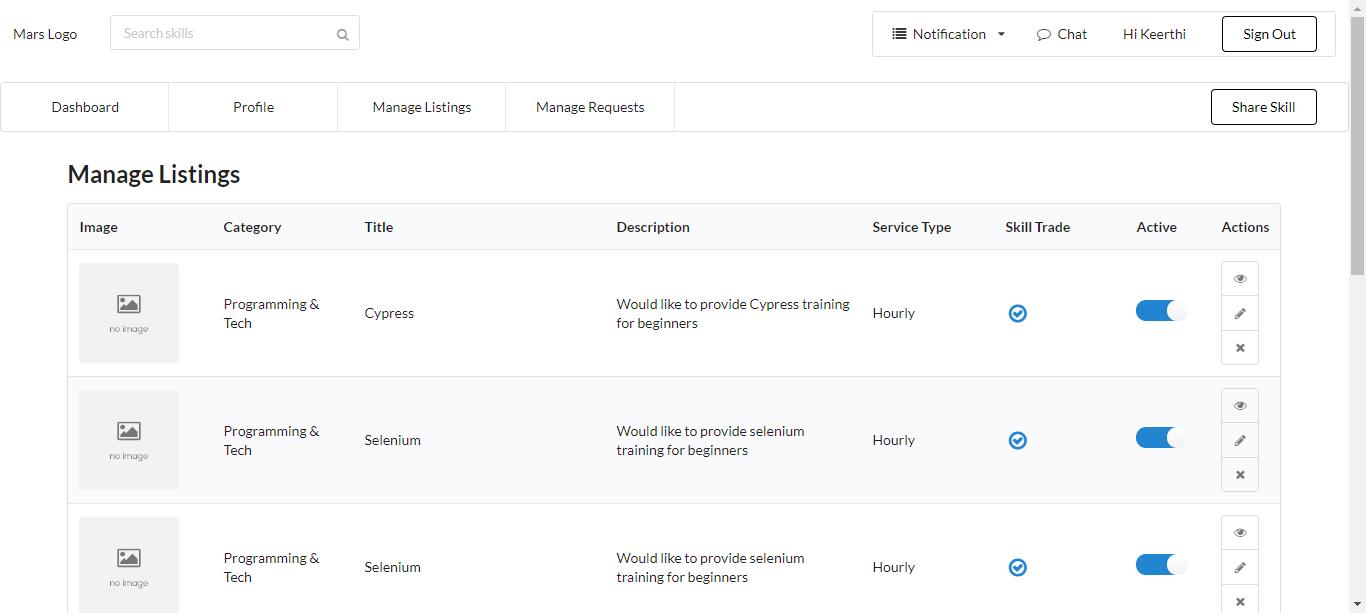 Mars Logo
Search skills
Notification
Chat
Hi Keerthi
Sign Out
Dashboard
Profile
Manage Listings
Manage Requests
Share Skill
Manage Listings
Image
Category
Title
Description
Service Type
Skill Trade
Active
Actions
no image
Programming &
Tech
Cypress
Would like to provide Cypress training
for beginners
Hourly
no image
Programming &
Tech
Selenium
Would like to provide selenium
training for beginners
Hourly
no image
Programming &
Tech
Selenium
Would like to provide selenium
training for beginners
Hourly